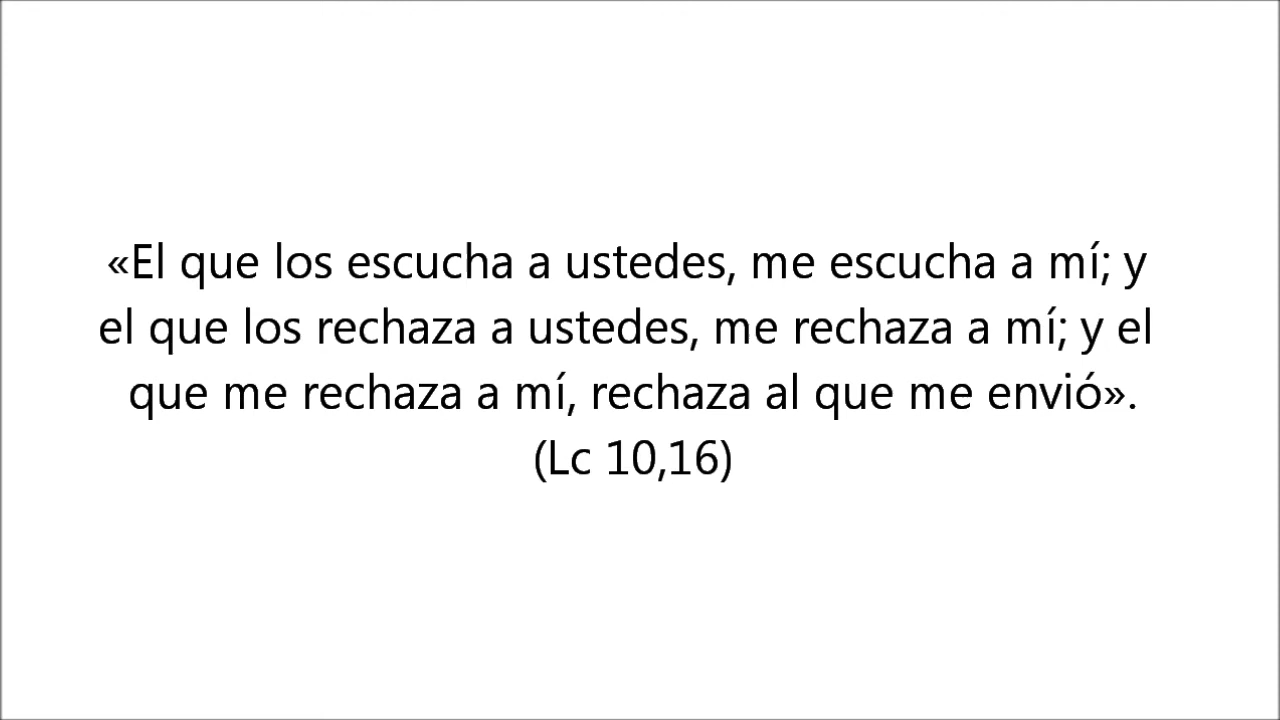 «El que los escucha a ustedes, me escucha a mí; y
el que los rechaza a ustedes, me rechaza a mí; y el
que me rechaza a mí, rechaza al que me envió».
(Lc 10,16)